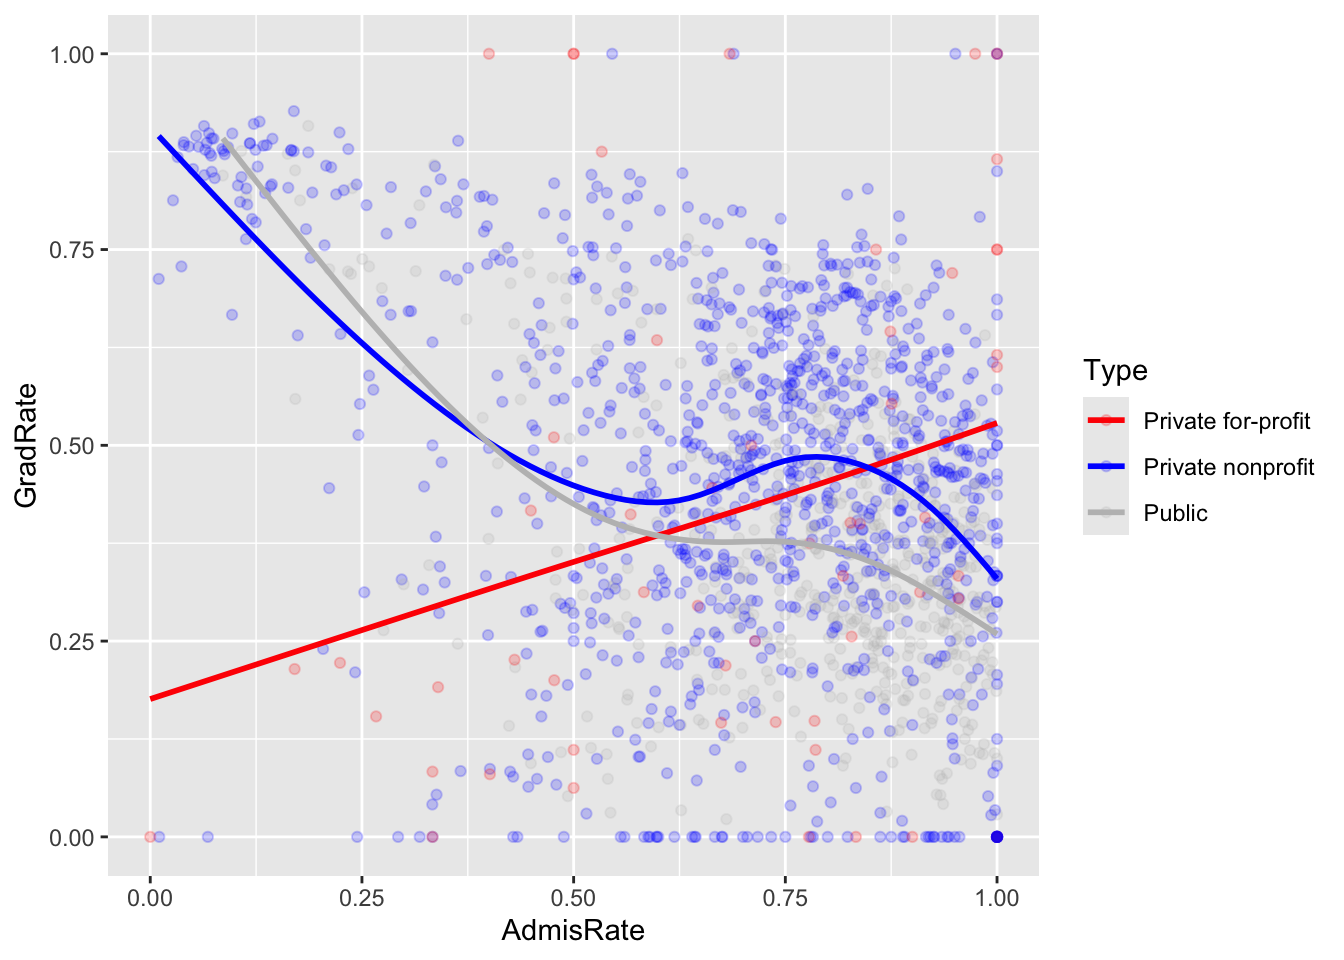 1.00
0.75
0.50
0.25
0.00
GradRate
0.00 0.25 0.50 0.75 1.00
AdmisRate
Type
Private for-profit
Private nonprofit
Public